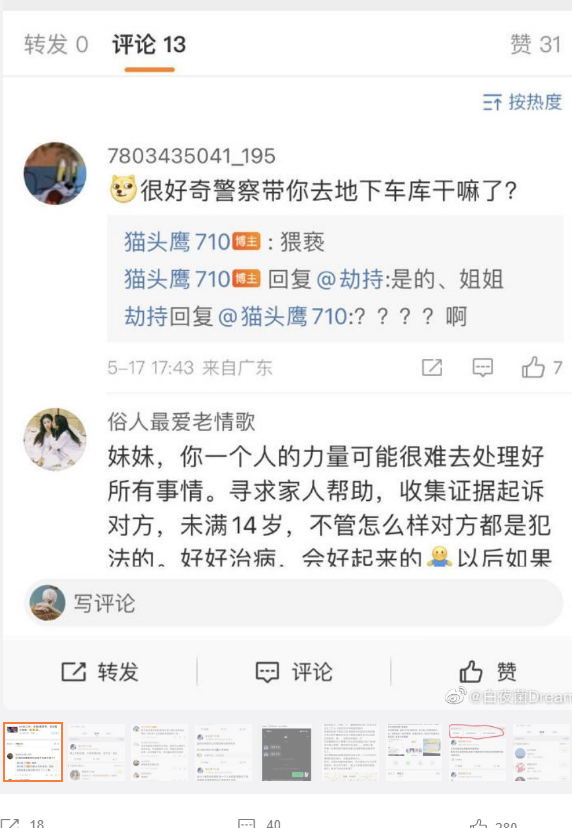 转发 0 评论 13 赞 31
按热度
7803435041_195
很好奇警察带你去地下车库干嘛了?
猫头鹰710博主:猥亵
猫头鹰710博主 回复@劫持:是的、姐姐
劫持回复@猫头鹰710:????啊
5-17 17:43 来自广东 7
俗人最爱老情歌
妹妹，你一个人的力量可能很难去处理好
所有事情。寻求家人帮助，收集证据起诉
对方，未满14岁，不管怎么样对方都是犯
法的。好好治病，会好起来的 以后如果
写评论
转发 评论 赞
18 40 280